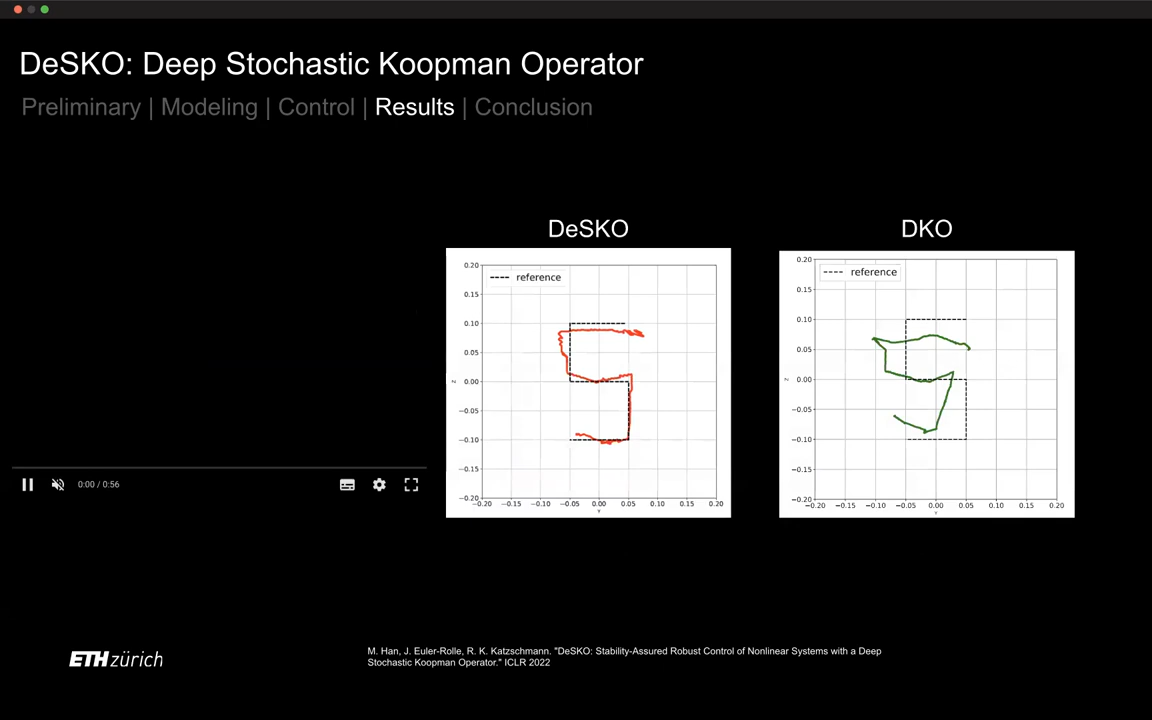 DeSKO: Deep Stochastic Koopman Operator
Preliminary | Modeling | Control | Results | Conclusion
DeSKO
DKO
reference
0.20
0.15
0.10
0.05
0.00
−0.05
−0.10
−0.15
−0.20
Z
−0.20 −0.15 −0.10 −0.05 0.00 0.05 0.10 0.15 0.20
Y
reference
0.20
0.15
0.10
0.05
0.00
−0.05
−0.10
−0.15
−0.20
Z
−0.20 −0.15 −0.10 −0.05 0.00 0.05 0.10 0.15 0.20
Y
0:00 / 0:56
ETH zürich
M. Han, J. Euler-Rolle, R. K. Katzschmann. "DeSKO: Stability-Assured Robust Control of Nonlinear Systems with a Deep
Stochastic Koopman Operator." ICLR 2022